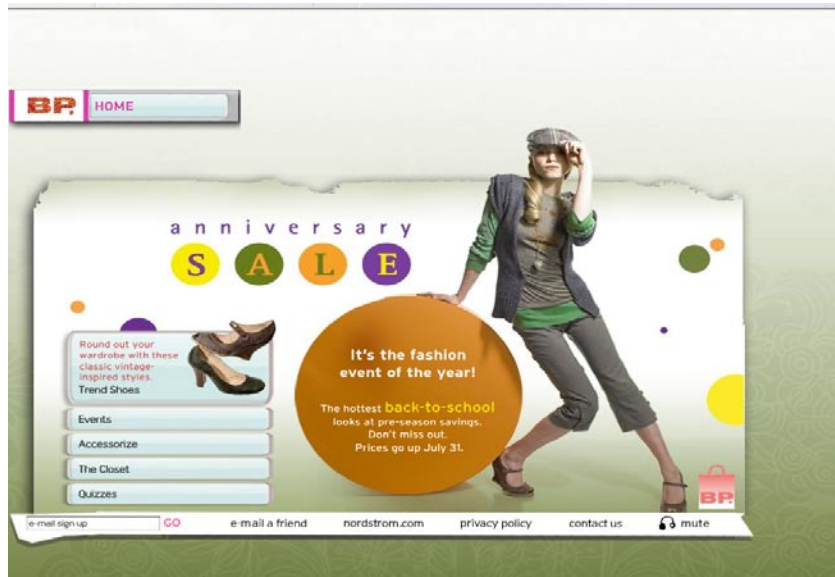 BP. HOME
anniversary
SALE
Round out your
wardrobe with these
classic vintage-
inspired styles.
Trend Shoes
Events
Accessorize
The Closet
Quizzes
It's the fashion
event of the year!
The hottest back-to-school
looks at pre-season savings.
Don't miss out.
Prices go up July 31.
BP.
e-mail sign up GO e-mail a friend nordstrom.com privacy policy contact us mute